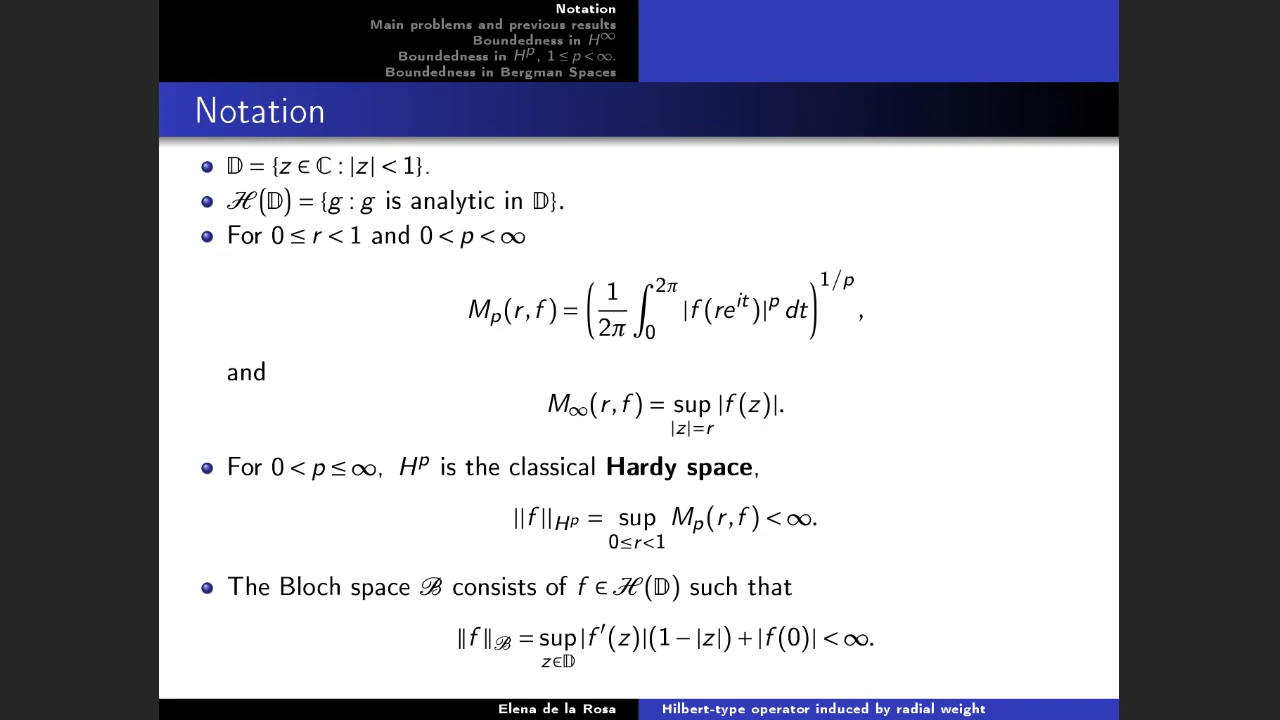 Notation
Main problems and previous results
Boundedness in H^∞
Boundedness in H^p, 1 ≤ p < ∞.
Boundedness in Bergman Spaces
Notation
𝔻 = {z ∈ ℂ : |z| < 1}.
ℋ(𝔻) = {g : g is analytic in 𝔻}.
For 0 ≤ r < 1 and 0 < p < ∞
M_p(r, f) = (1/2π ∫_0^{2π} |f(re^{it})|^p dt)^{1/p},
and
M_∞(r, f) = sup_{|z|=r} |f(z)|.
For 0 < p ≤ ∞, H^p is the classical Hardy space,
||f||_{H^p} = sup_{0≤r<1} M_p(r, f) < ∞.
The Bloch space ℬ consists of f ∈ ℋ(𝔻) such that
‖f‖_ℬ = sup_{z∈𝔻} |f′(z)|(1 − |z|) + |f(0)| < ∞.
Elena de la Rosa Hilbert-type operator induced by radial weight